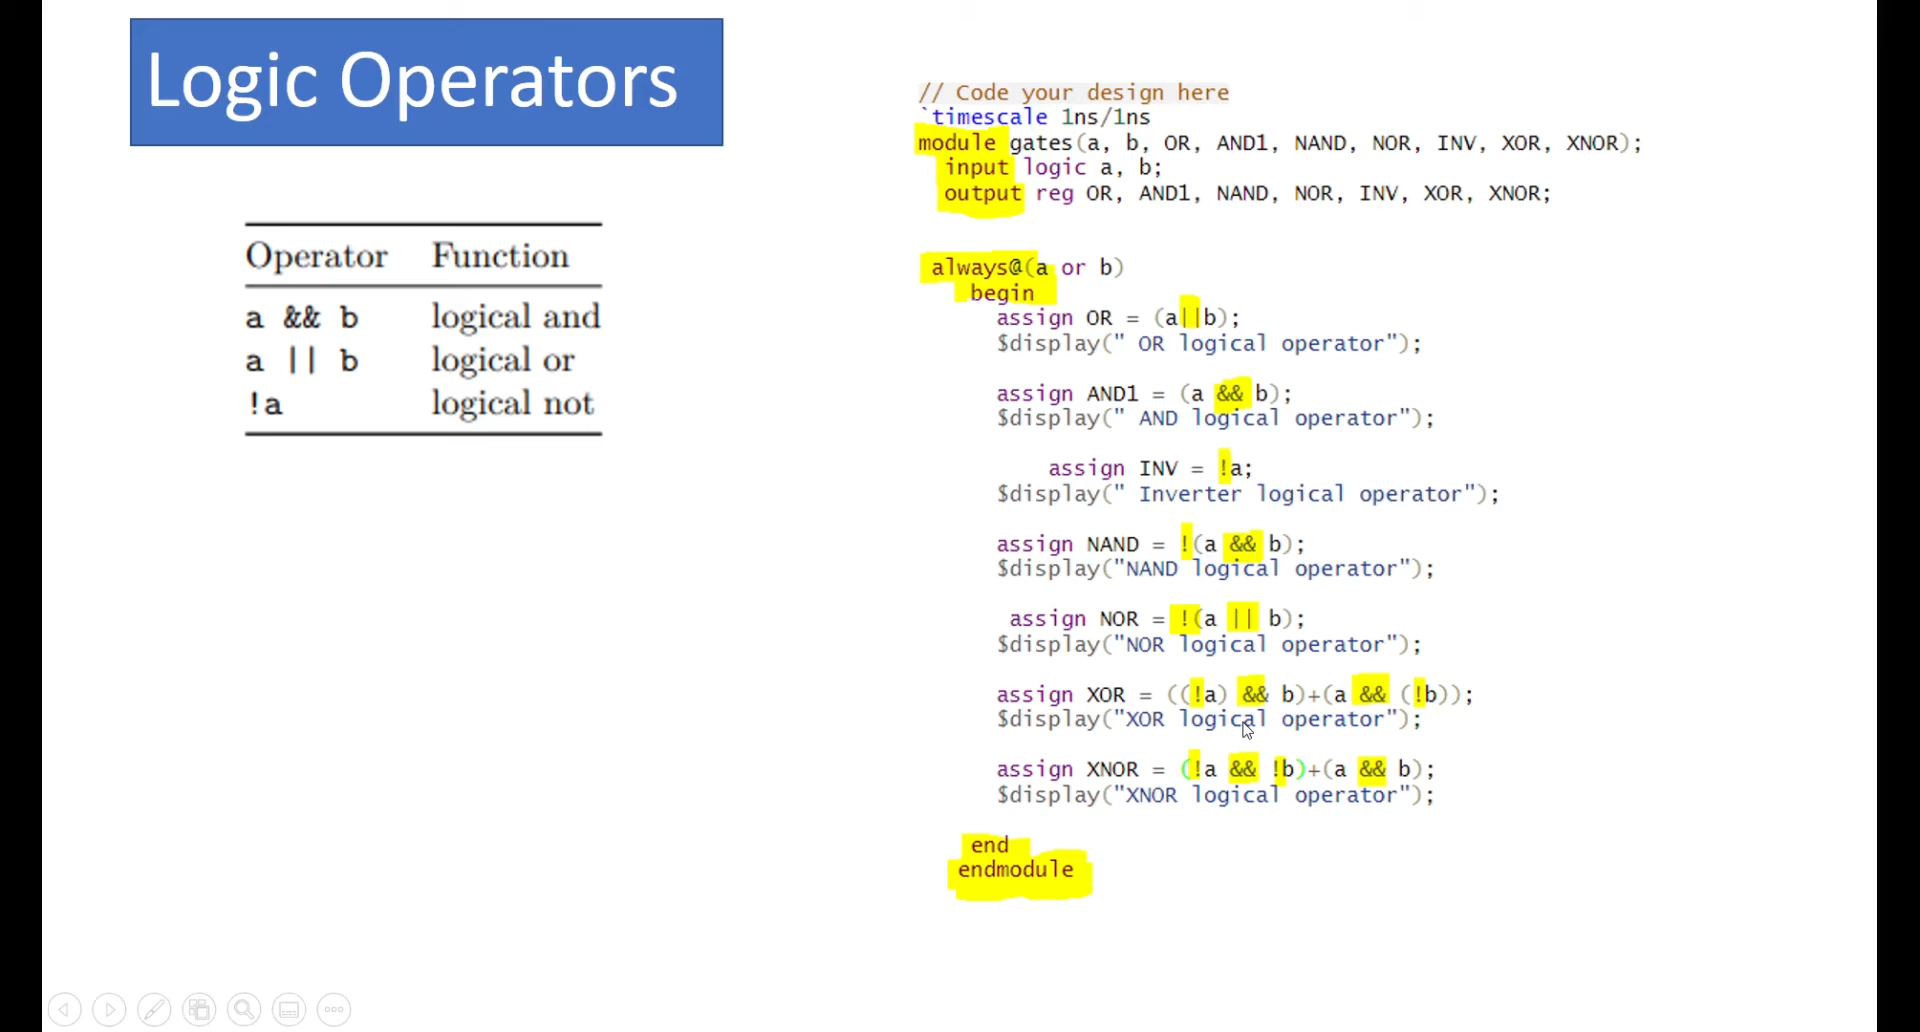 Logic Operators
Operator Function
a && b logical and
a || b logical or
!a logical not
// Code your design here
`timescale 1ns/1ns
module gates(a, b, OR, AND1, NAND, NOR, INV, XOR, XNOR);
input logic a, b;
output reg OR, AND1, NAND, NOR, INV, XOR, XNOR;
always@(a or b)
begin
assign OR = (a||b);
$display(" OR logical operator");
assign AND1 = (a && b);
$display(" AND logical operator");
assign INV = !a;
$display(" Inverter logical operator");
assign NAND = !(a && b);
$display("NAND logical operator");
assign NOR = !(a || b);
$display("NOR logical operator");
assign XOR = ((!a) && b)+(a && (!b));
$display("XOR logical operator");
assign XNOR = (!a && !b)+(a && b);
$display("XNOR logical operator");
end
endmodule